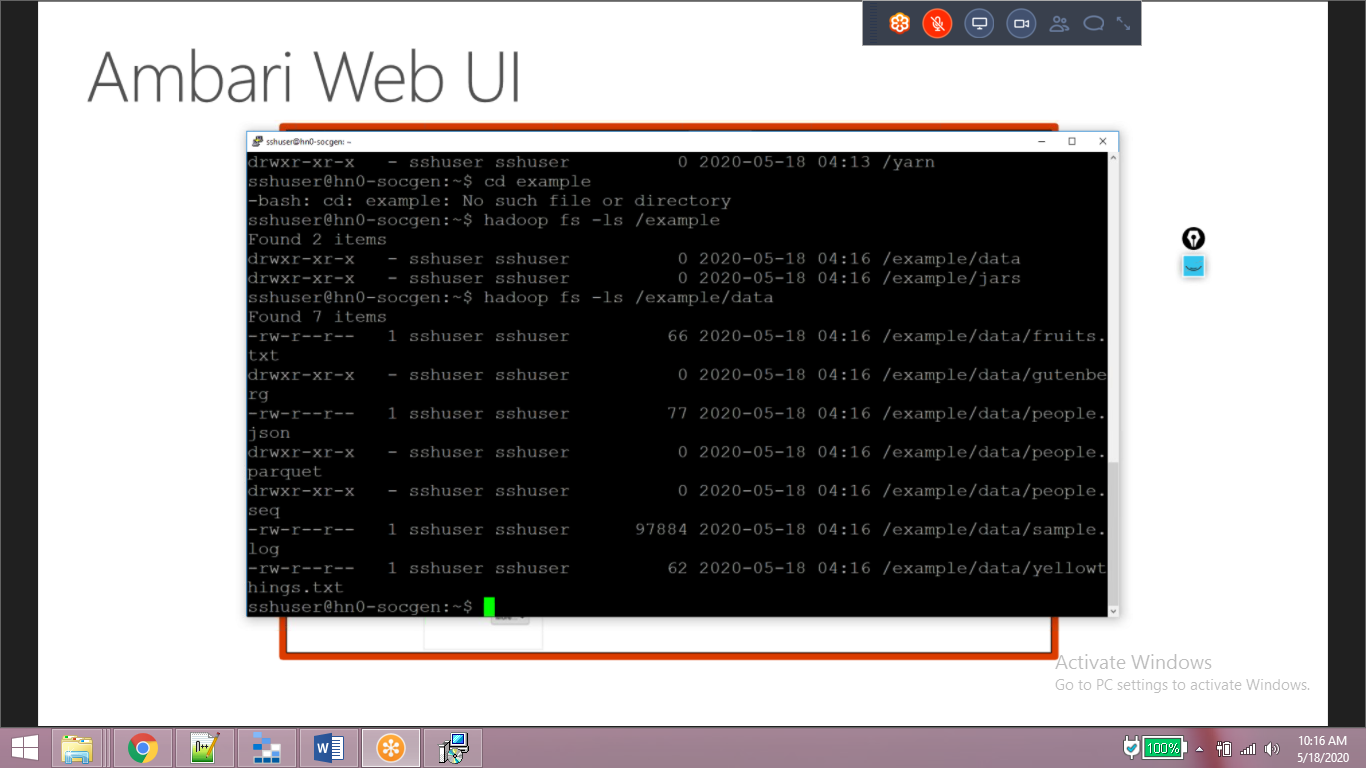 Ambari Web UI
sshuser@hn0-socgen: ~
drwxr-xr-x   - sshuser sshuser          0 2020-05-18 04:13 /yarn
sshuser@hn0-socgen:~$ cd example
-bash: cd: example: No such file or directory
sshuser@hn0-socgen:~$ hadoop fs -ls /example
Found 2 items
drwxr-xr-x   - sshuser sshuser          0 2020-05-18 04:16 /example/data
drwxr-xr-x   - sshuser sshuser          0 2020-05-18 04:16 /example/jars
sshuser@hn0-socgen:~$ hadoop fs -ls /example/data
Found 7 items
-rw-r--r--   1 sshuser sshuser         66 2020-05-18 04:16 /example/data/fruits.
txt
drwxr-xr-x   - sshuser sshuser          0 2020-05-18 04:16 /example/data/gutenbe
rg
-rw-r--r--   1 sshuser sshuser         77 2020-05-18 04:16 /example/data/people.
json
drwxr-xr-x   - sshuser sshuser          0 2020-05-18 04:16 /example/data/people.
parquet
drwxr-xr-x   - sshuser sshuser          0 2020-05-18 04:16 /example/data/people.
seq
-rw-r--r--   1 sshuser sshuser      97884 2020-05-18 04:16 /example/data/sample.
log
-rw-r--r--   1 sshuser sshuser         62 2020-05-18 04:16 /example/data/yellowt
hings.txt
sshuser@hn0-socgen:~$
Activate Windows
Go to PC settings to activate Windows.
100%
10:16 AM
5/18/2020